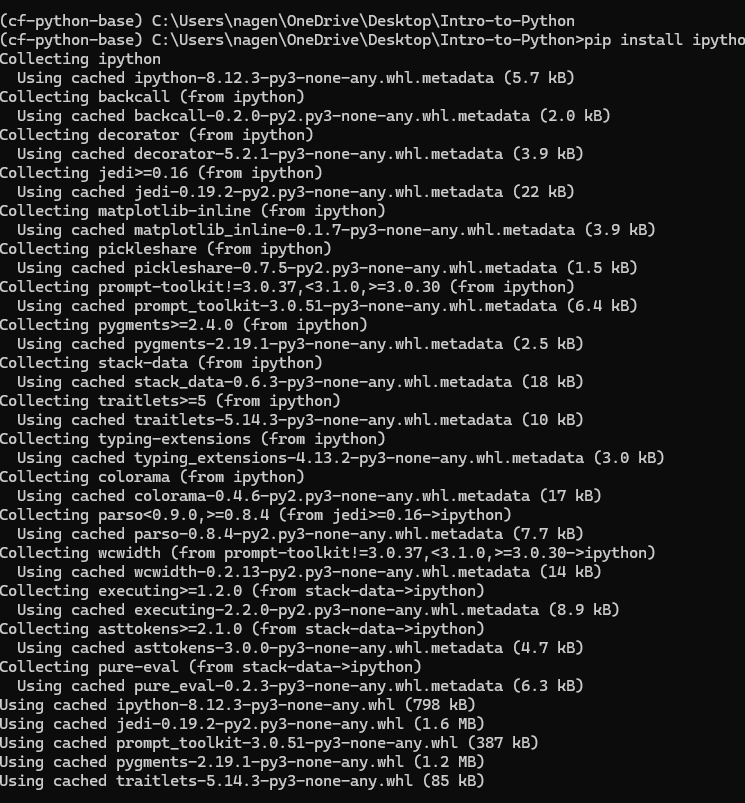 (cf-python-base) C:\Users\nagen\OneDrive\Desktop\Intro-to-Python
(cf-python-base) C:\Users\nagen\OneDrive\Desktop\Intro-to-Python>pip install ipytho
Collecting ipython
  Using cached ipython-8.12.3-py3-none-any.whl.metadata (5.7 kB)
Collecting backcall (from ipython)
  Using cached backcall-0.2.0-py2.py3-none-any.whl.metadata (2.0 kB)
Collecting decorator (from ipython)
  Using cached decorator-5.2.1-py3-none-any.whl.metadata (3.9 kB)
Collecting jedi>=0.16 (from ipython)
  Using cached jedi-0.19.2-py2.py3-none-any.whl.metadata (22 kB)
Collecting matplotlib-inline (from ipython)
  Using cached matplotlib_inline-0.1.7-py3-none-any.whl.metadata (3.9 kB)
Collecting pickleshare (from ipython)
  Using cached pickleshare-0.7.5-py2.py3-none-any.whl.metadata (1.5 kB)
Collecting prompt-toolkit!=3.0.37,<3.1.0,>=3.0.30 (from ipython)
  Using cached prompt_toolkit-3.0.51-py3-none-any.whl.metadata (6.4 kB)
Collecting pygments>=2.4.0 (from ipython)
  Using cached pygments-2.19.1-py3-none-any.whl.metadata (2.5 kB)
Collecting stack-data (from ipython)
  Using cached stack_data-0.6.3-py3-none-any.whl.metadata (18 kB)
Collecting traitlets>=5 (from ipython)
  Using cached traitlets-5.14.3-py3-none-any.whl.metadata (10 kB)
Collecting typing-extensions (from ipython)
  Using cached typing_extensions-4.13.2-py3-none-any.whl.metadata (3.0 kB)
Collecting colorama (from ipython)
  Using cached colorama-0.4.6-py2.py3-none-any.whl.metadata (17 kB)
Collecting parso<0.9.0,>=0.8.4 (from jedi>=0.16->ipython)
  Using cached parso-0.8.4-py2.py3-none-any.whl.metadata (7.7 kB)
Collecting wcwidth (from prompt-toolkit!=3.0.37,<3.1.0,>=3.0.30->ipython)
  Using cached wcwidth-0.2.13-py2.py3-none-any.whl.metadata (14 kB)
Collecting executing>=1.2.0 (from stack-data->ipython)
  Using cached executing-2.2.0-py2.py3-none-any.whl.metadata (8.9 kB)
Collecting asttokens>=2.1.0 (from stack-data->ipython)
  Using cached asttokens-3.0.0-py3-none-any.whl.metadata (4.7 kB)
Collecting pure-eval (from stack-data->ipython)
  Using cached pure_eval-0.2.3-py3-none-any.whl.metadata (6.3 kB)
Using cached ipython-8.12.3-py3-none-any.whl (798 kB)
Using cached jedi-0.19.2-py2.py3-none-any.whl (1.6 MB)
Using cached prompt_toolkit-3.0.51-py3-none-any.whl (387 kB)
Using cached pygments-2.19.1-py3-none-any.whl (1.2 MB)
Using cached traitlets-5.14.3-py3-none-any.whl (85 kB)